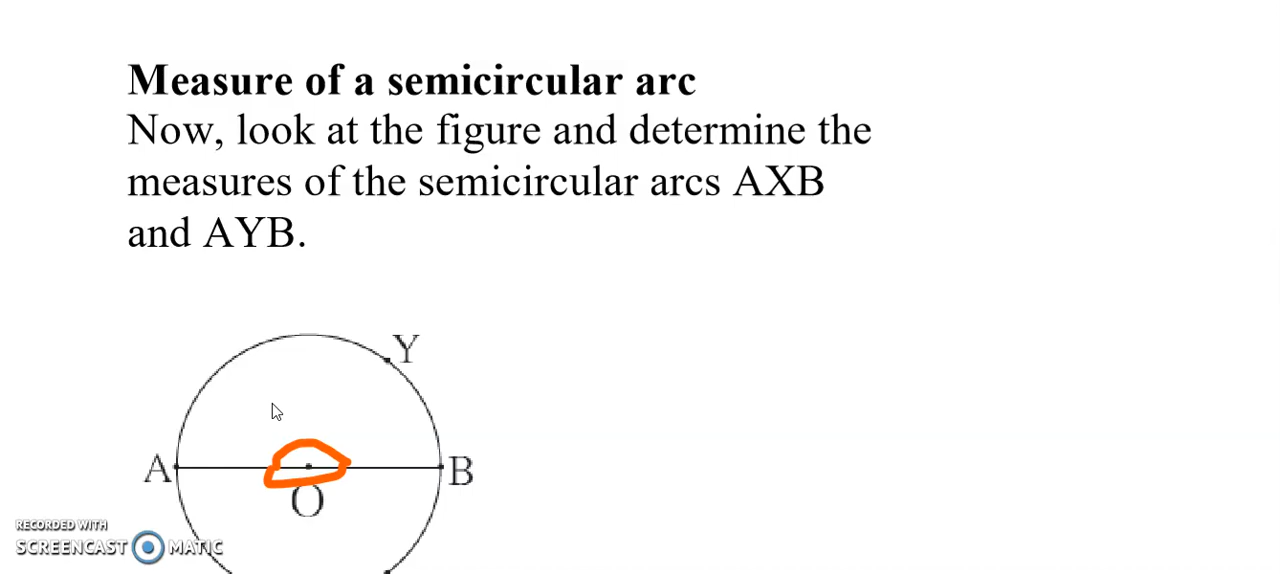 Measure of a semicircular arc
Now, look at the figure and determine the
measures of the semicircular arcs AXB
and AYB.
Y
A
B
O
RECORDED WITH
SCREENCAST MATIC